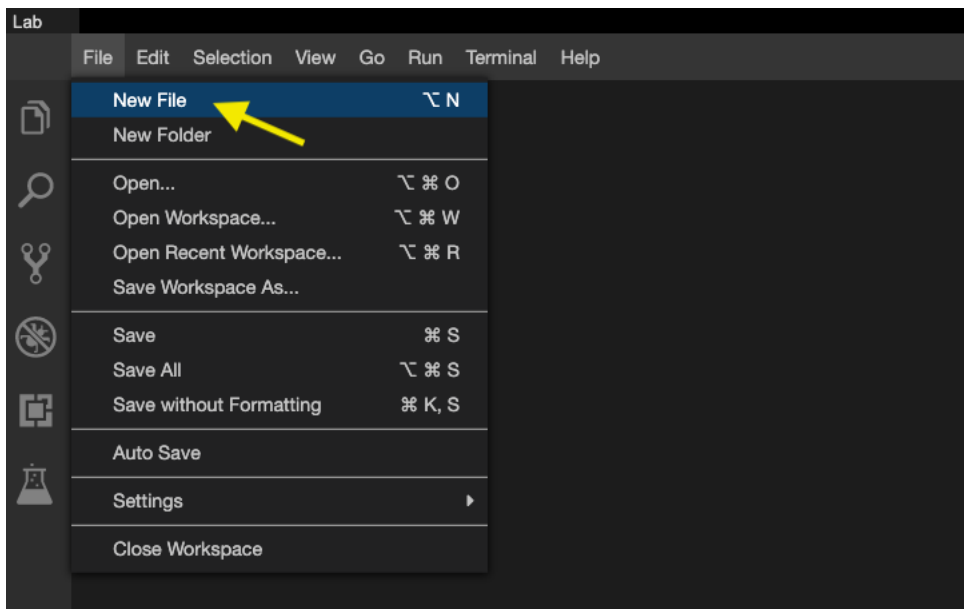 Lab
File Edit Selection View Go Run Terminal Help
New File ⌥ N
New Folder
Open... ⌥ ⌘ O
Open Workspace... ⌥ ⌘ W
Open Recent Workspace... ⌥ ⌘ R
Save Workspace As...
Save ⌘ S
Save All ⌥ ⌘ S
Save without Formatting ⌘ K, S
Auto Save
Settings
Close Workspace